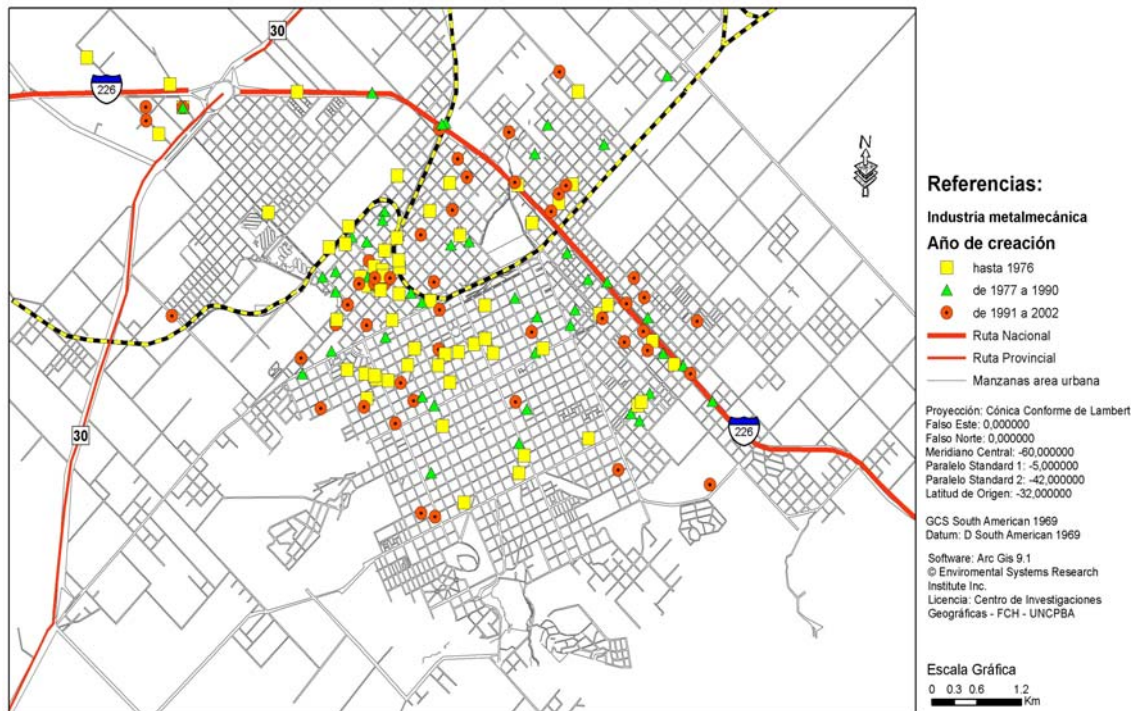 30
226
N
30
226
Referencias:
Industria metalmecánica
Año de creación
hasta 1976
de 1977 a 1990
de 1991 a 2002
Ruta Nacional
Ruta Provincial
Manzanas area urbana
Proyección: Cónica Conforme de Lambert
Falso Este: 0,000000
Falso Norte: 0,000000
Meridiano Central: -60,000000
Paralelo Standard 1: -5,000000
Paralelo Standard 2: -42,000000
Latitud de Origen: -32,000000
GCS South American 1969
Datum: D South American 1969
Software: Arc Gis 9.1
© Enviromental Systems Research
Institute Inc.
Licencia: Centro de Investigaciones
Geográficas - FCH - UNCPBA
Escala Gráfica
0 0.3 0.6 1.2
Km